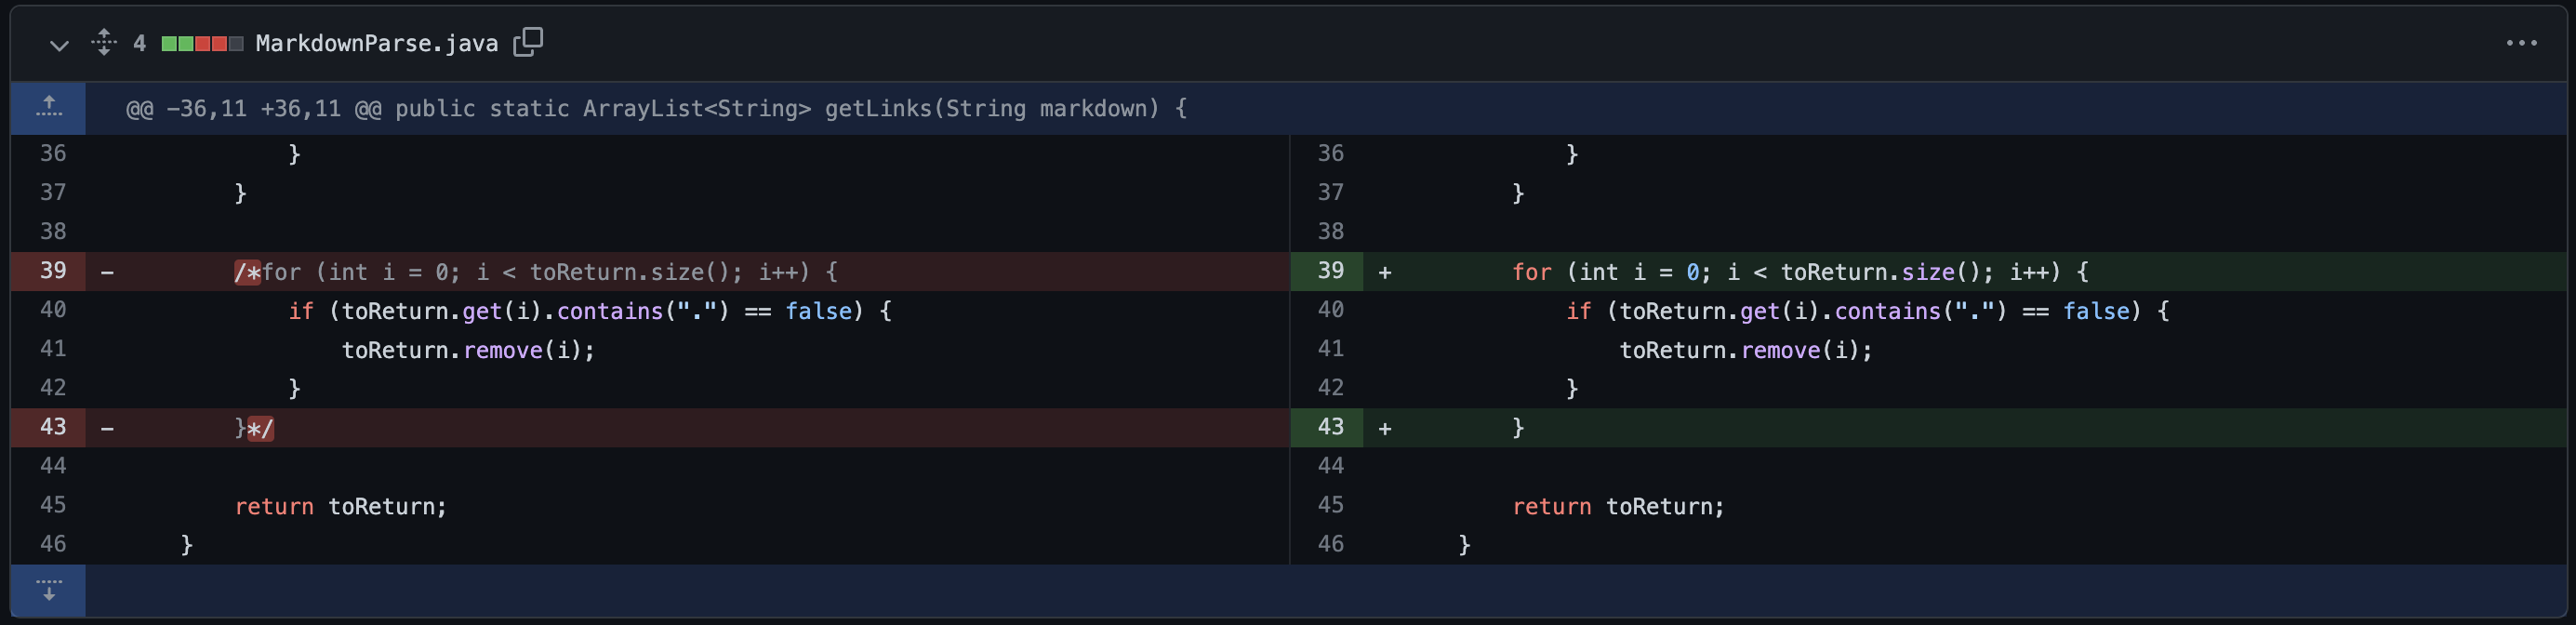 4 MarkdownParse.java
@@ -36,11 +36,11 @@ public static ArrayList<String> getLinks(String markdown) {
36 } 36 }
37 } 37 }
38 38
39 - /*for (int i = 0; i < toReturn.size(); i++) { 39 + for (int i = 0; i < toReturn.size(); i++) {
40 if (toReturn.get(i).contains(".") == false) { 40 if (toReturn.get(i).contains(".") == false) {
41 toReturn.remove(i); 41 toReturn.remove(i);
42 } 42 }
43 - }*/ 43 + }
44 44
45 return toReturn; 45 return toReturn;
46 } 46 }